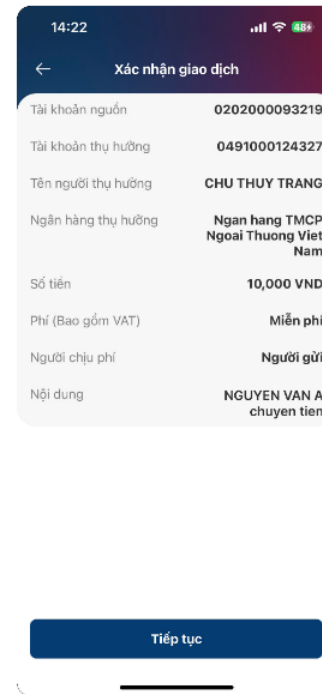 14:22
48
Xác nhận giao dịch
Tài khoản nguồn 0202000093219
Tài khoản thụ hưởng 0491000124327
Tên người thụ hưởng CHU THUY TRANG
Ngân hàng thụ hưởng Ngan hang TMCP
Ngoai Thuong Viet
Nam
Số tiền 10,000 VND
Phí (Bao gồm VAT) Miễn phí
Người chịu phí Người gửi
Nội dung NGUYEN VAN A
chuyen tien
Tiếp tục